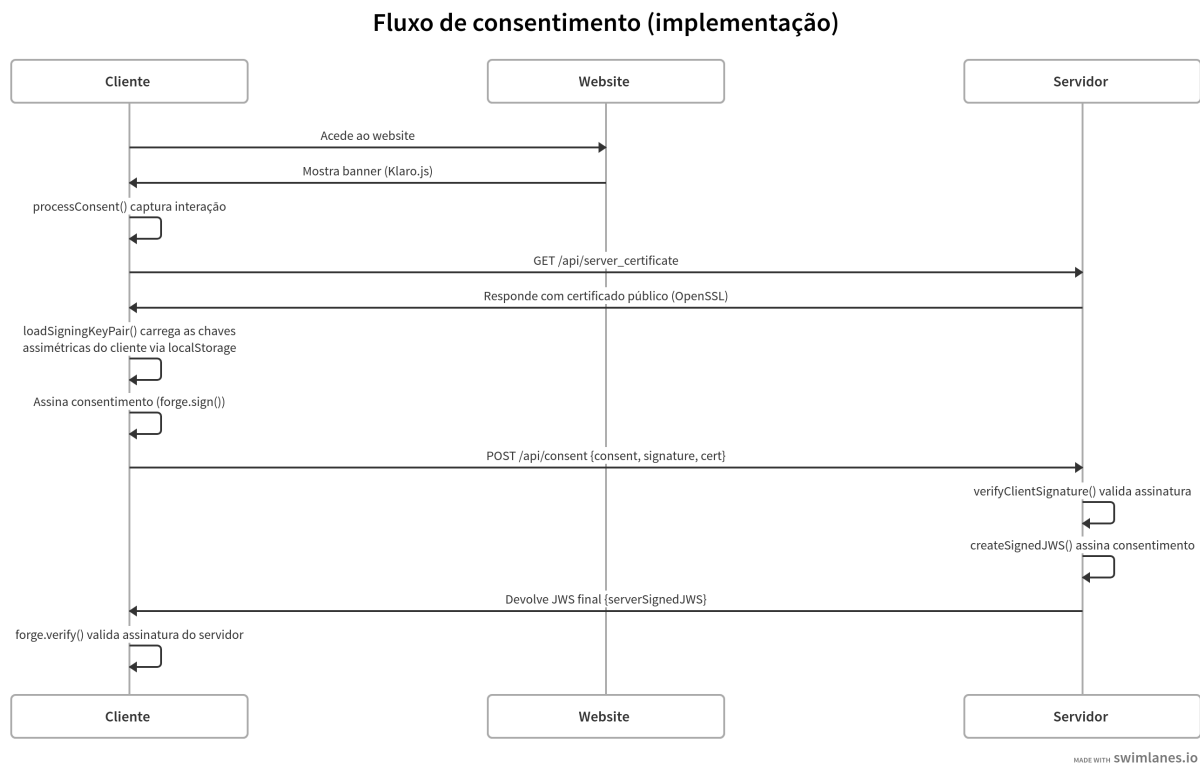 Fluxo de consentimento (implementação)
Cliente
Website
Servidor
Acede ao website
Mostra banner (Klaro.js)
processConsent() captura interação
GET /api/server_certificate
Responde com certificado público (OpenSSL)
loadSigningKeyPair() carrega as chaves
assimétricas do cliente via localStorage
Assina consentimento (forge.sign())
POST /api/consent {consent, signature, cert}
verifyClientSignature() valida assinatura
createSignedJWS() assina consentimento
Devolve JWS final {serverSignedJWS}
forge.verify() valida assinatura do servidor
Cliente
Website
Servidor
MADE WITH swimlanes.io